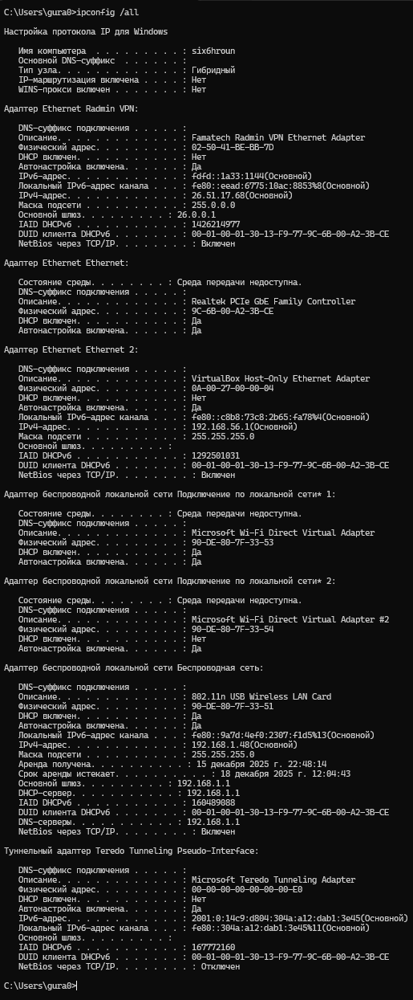 C:\Users\gura0>ipconfig /all
Настройка протокола IP для Windows
Имя компьютера . . . . . . . . . : six6hroun
Основной DNS-суффикс . . . . . . :
Тип узла. . . . . . . . . . . . . : Гибридный
IP-маршрутизация включена . . . . : Нет
WINS-прокси включен . . . . . . . : Нет
Адаптер Ethernet Radmin VPN:
DNS-суффикс подключения . . . . . :
Описание. . . . . . . . . . . . . : Famatech Radmin VPN Ethernet Adapter
Физический адрес. . . . . . . . . : 02-50-41-BE-BB-7D
DHCP включен. . . . . . . . . . . : Нет
Автонастройка включена. . . . . . : Да
IPv6-адрес. . . . . . . . . . . . : fdfd::1a33:1144(Основной)
Локальный IPv6-адрес канала . . . : fe80::eead:6775:10ac:8853%8(Основной)
IPv4-адрес. . . . . . . . . . . . : 26.51.17.68(Основной)
Маска подсети . . . . . . . . . . : 255.0.0.0
Основной шлюз. . . . . . . . . : 26.0.0.1
IAID DHCPv6 . . . . . . . . . . . : 1426214977
DUID клиента DHCPv6 . . . . . . . : 00-01-00-01-30-13-F9-77-9C-6B-00-A2-3B-CE
NetBios через TCP/IP. . . . . . . . : Включен
Адаптер Ethernet Ethernet:
Состояние среды. . . . . . . . : Среда передачи недоступна.
DNS-суффикс подключения . . . . . :
Описание. . . . . . . . . . . . . : Realtek PCIe GbE Family Controller
Физический адрес. . . . . . . . . : 9C-6B-00-A2-3B-CE
DHCP включен. . . . . . . . . . . : Да
Автонастройка включена. . . . . . : Да
Адаптер Ethernet Ethernet 2:
DNS-суффикс подключения . . . . . :
Описание. . . . . . . . . . . . . : VirtualBox Host-Only Ethernet Adapter
Физический адрес. . . . . . . . . : 0A-00-27-00-00-04
DHCP включен. . . . . . . . . . . : Нет
Автонастройка включена. . . . . . : Да
Локальный IPv6-адрес канала . . . : fe80::c8b8:73c8:2b65:fa78%4(Основной)
IPv4-адрес. . . . . . . . . . . . : 192.168.56.1(Основной)
Маска подсети . . . . . . . . . . : 255.255.255.0
Основной шлюз. . . . . . . . . :
IAID DHCPv6 . . . . . . . . . . . : 1292501031
DUID клиента DHCPv6 . . . . . . . : 00-01-00-01-30-13-F9-77-9C-6B-00-A2-3B-CE
NetBios через TCP/IP. . . . . . . . : Включен
Адаптер беспроводной локальной сети Подключение по локальной сети* 1:
Состояние среды. . . . . . . . : Среда передачи недоступна.
DNS-суффикс подключения . . . . . :
Описание. . . . . . . . . . . . . : Microsoft Wi-Fi Direct Virtual Adapter
Физический адрес. . . . . . . . . : 90-DE-80-7F-33-53
DHCP включен. . . . . . . . . . . : Да
Автонастройка включена. . . . . . : Да
Адаптер беспроводной локальной сети Подключение по локальной сети* 2:
Состояние среды. . . . . . . . : Среда передачи недоступна.
DNS-суффикс подключения . . . . . :
Описание. . . . . . . . . . . . . : Microsoft Wi-Fi Direct Virtual Adapter #2
Физический адрес. . . . . . . . . : 90-DE-80-7F-33-54
DHCP включен. . . . . . . . . . . : Нет
Автонастройка включена. . . . . . : Да
Адаптер беспроводной локальной сети Беспроводная сеть:
DNS-суффикс подключения . . . . . :
Описание. . . . . . . . . . . . . : 802.11n USB Wireless LAN Card
Физический адрес. . . . . . . . . : 90-DE-80-7F-33-51
DHCP включен. . . . . . . . . . . : Да
Автонастройка включена. . . . . . : Да
Локальный IPv6-адрес канала . . . : fe80::9a7d:4ef0:2307:f1d5%13(Основной)
IPv4-адрес. . . . . . . . . . . . : 192.168.1.48(Основной)
Маска подсети . . . . . . . . . . : 255.255.255.0
Аренда получена. . . . . . . . . . : 15 декабря 2025 г. 22:48:14
Срок аренды истекает. . . . . . . . . . : 18 декабря 2025 г. 12:04:43
Основной шлюз. . . . . . . . . : 192.168.1.1
DHCP-сервер. . . . . . . . . . . : 192.168.1.1
IAID DHCPv6 . . . . . . . . . . . : 160489088
DUID клиента DHCPv6 . . . . . . . : 00-01-00-01-30-13-F9-77-9C-6B-00-A2-3B-CE
DNS-серверы. . . . . . . . . . . : 192.168.1.1
NetBios через TCP/IP. . . . . . . . : Включен
Туннельный адаптер Teredo Tunneling Pseudo-Interface:
DNS-суффикс подключения . . . . . :
Описание. . . . . . . . . . . . . : Microsoft Teredo Tunneling Adapter
Физический адрес. . . . . . . . . : 00-00-00-00-00-00-00-E0
DHCP включен. . . . . . . . . . . : Нет
Автонастройка включена. . . . . . : Да
IPv6-адрес. . . . . . . . . . . . : 2001:0:14c9:d804:304a:a12:dab1:3e45(Основной)
Локальный IPv6-адрес канала . . . : fe80::304a:a12:dab1:3e45%11(Основной)
Основной шлюз. . . . . . . . . :
IAID DHCPv6 . . . . . . . . . . . : 167772160
DUID клиента DHCPv6 . . . . . . . : 00-01-00-01-30-13-F9-77-9C-6B-00-A2-3B-CE
NetBios через TCP/IP. . . . . . . . : Отключен
C:\Users\gura0>